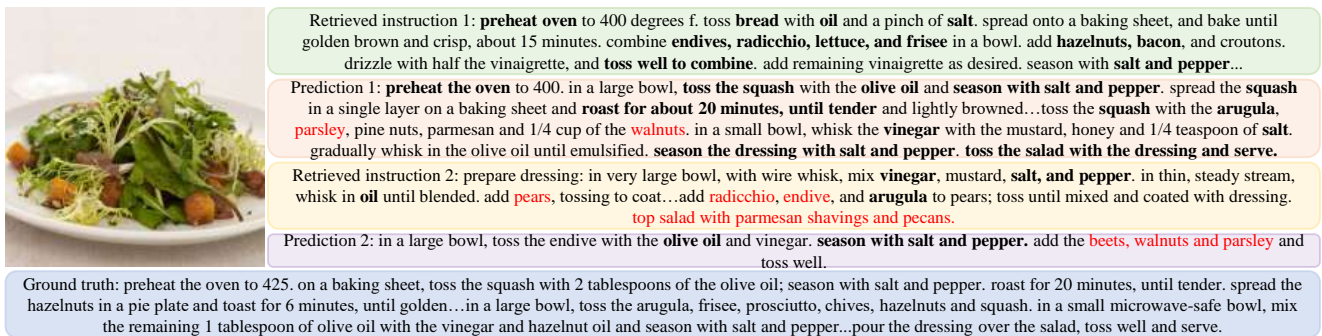 Retrieved instruction 1: preheat oven to 400 degrees f. toss bread with oil and a pinch of salt. spread onto a baking sheet, and bake until
golden brown and crisp, about 15 minutes. combine endives, radicchio, lettuce, and frisee in a bowl. add hazelnuts, bacon, and croutons.
drizzle with half the vinaigrette, and toss well to combine. add remaining vinaigrette as desired. season with salt and pepper...
Prediction 1: preheat the oven to 400. in a large bowl, toss the squash with the olive oil and season with salt and pepper. spread the squash
in a single layer on a baking sheet and roast for about 20 minutes, until tender and lightly browned…toss the squash with the arugula,
parsley, pine nuts, parmesan and 1/4 cup of the walnuts. in a small bowl, whisk the vinegar with the mustard, honey and 1/4 teaspoon of salt.
gradually whisk in the olive oil until emulsified. season the dressing with salt and pepper. toss the salad with the dressing and serve.
Retrieved instruction 2: prepare dressing: in very large bowl, with wire whisk, mix vinegar, mustard, salt, and pepper. in thin, steady stream,
whisk in oil until blended. add pears, tossing to coat…add radicchio, endive, and arugula to pears; toss until mixed and coated with dressing.
top salad with parmesan shavings and pecans.
Prediction 2: in a large bowl, toss the endive with the olive oil and vinegar. season with salt and pepper. add the beets, walnuts and parsley and
toss well.
Ground truth: preheat the oven to 425. on a baking sheet, toss the squash with 2 tablespoons of the olive oil; season with salt and pepper. roast for 20 minutes, until tender. spread the
hazelnuts in a pie plate and toast for 6 minutes, until golden…in a large bowl, toss the arugula, frisee, prosciutto, chives, hazelnuts and squash. in a small microwave-safe bowl, mix
the remaining 1 tablespoon of olive oil with the vinegar and hazelnut oil and season with salt and pepper...pour the dressing over the salad, toss well and serve.